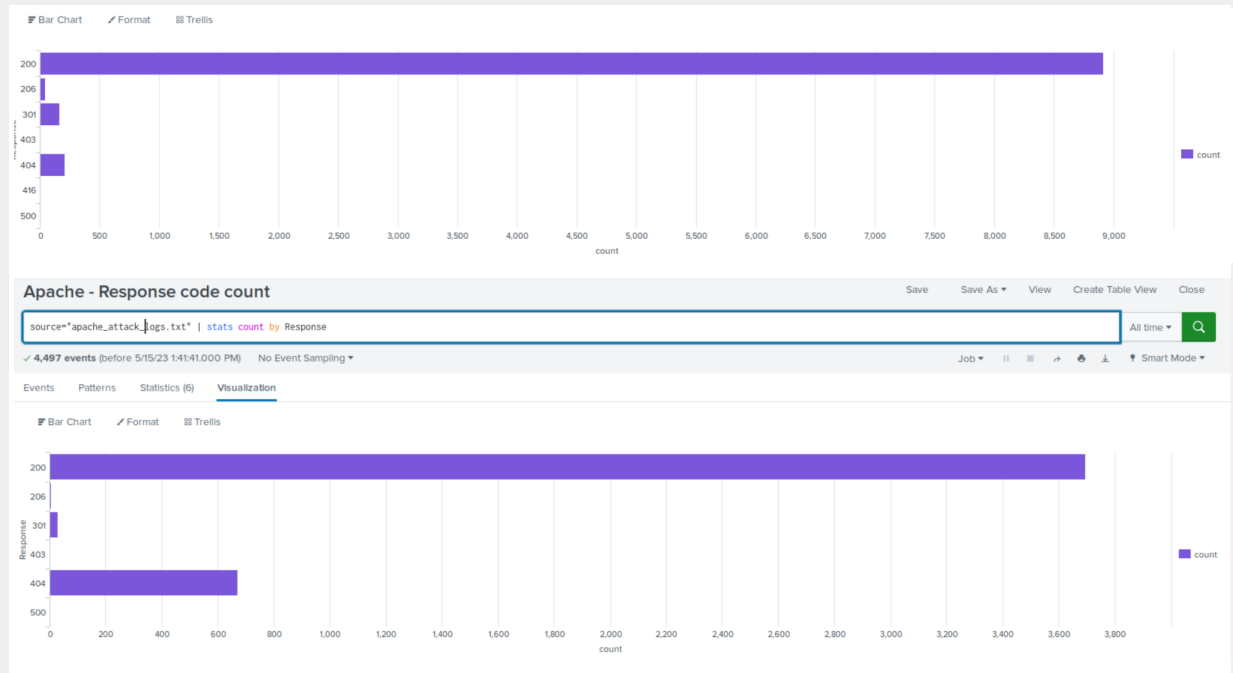 Bar Chart Format Trellis
200
206
301
403
404
416
500
count
0 500 1,000 1,500 2,000 2,500 3,000 3,500 4,000 4,500 5,000 5,500 6,000 6,500 7,000 7,500 8,000 8,500 9,000
count
Apache - Response code count Save Save As View Create Table View Close
source="apache_attack_logs.txt" | stats count by Response All time
4,497 events (before 5/15/23 1:41:41.000 PM) No Event Sampling Job Smart Mode
Events Patterns Statistics (6) Visualization
Bar Chart Format Trellis
Response
200
206
301
403
404
500
count
0 200 400 600 800 1,000 1,200 1,400 1,600 1,800 2,000 2,200 2,400 2,600 2,800 3,000 3,200 3,400 3,600 3,800
count